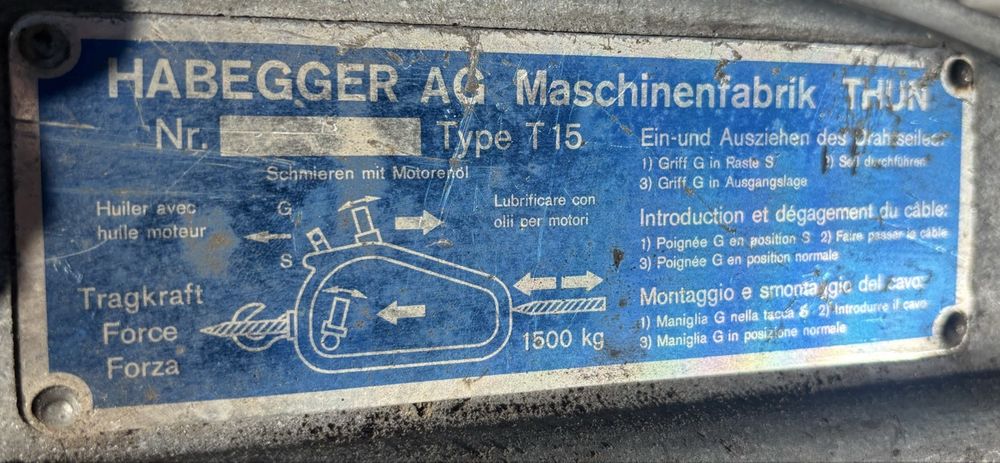 HABEGGER AG Maschinenfabrik THUN
Nr. Type T15
Schmieren mit Motorenöl
Huiler avec
huile moteur
Lubrificare con
olii per motori
G
S
Tragkraft
Force
Forza
1500 kg
Ein-und Ausziehen des Drahtseiles:
1) Griff G in Raste S 2) Seil durchführen
3) Griff G in Ausgangslage
Introduction et dégagement du câble:
1) Poignée G en position S 2) Faire passer le câble
3) Poignée G en position normale
Montaggio e smontaggio del cavo:
1) Maniglia G nella tacca S 2) Introdurre il cavo
3) Maniglia G in posizione normale